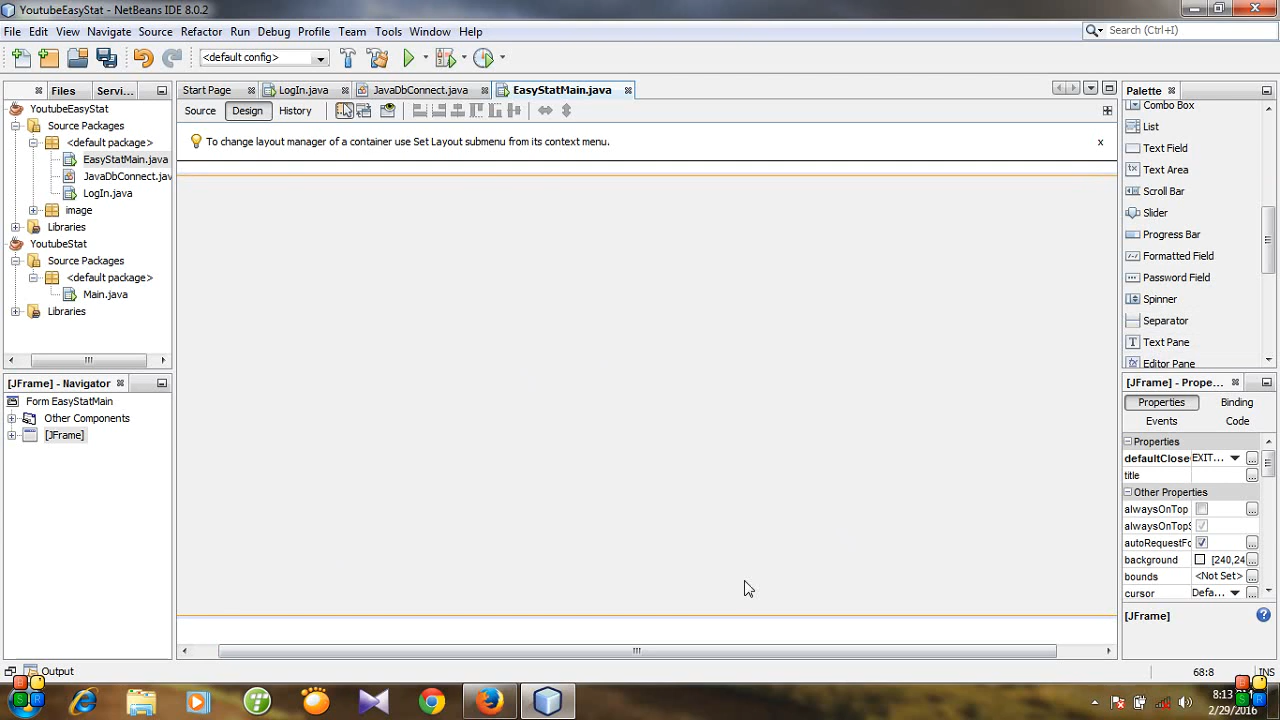 YoutubeEasyStat - NetBeans IDE 8.0.2
File Edit View Navigate Source Refactor Run Debug Profile Team Tools Window Help
Search (Ctrl+I)
<default config>
Files Servi...
Start Page LogIn.java JavaDbConnect.java EasyStatMain.java
Palette
YoutubeEasyStat
Source Packages
<default package>
EasyStatMain.java
JavaDbConnect.jav
LogIn.java
image
Libraries
YoutubeStat
Source Packages
<default package>
Main.java
Libraries
Source Design History
To change layout manager of a container use Set Layout submenu from its context menu.
x
Combo Box
List
Text Field
Text Area
Scroll Bar
Slider
Progress Bar
Formatted Field
Password Field
Spinner
Separator
Text Pane
Editor Pane
[JFrame] - Navigator
Form EasyStatMain
Other Components
[JFrame]
[JFrame] - Prope...
Properties Binding
Events Code
Properties
defaultClose EXIT... ...
title ...
Other Properties
alwaysOnTop ...
alwaysOnTopS
autoRequestFo ...
background [240,24 ...
bounds <Not Set> ...
cursor Defa... ...
[JFrame]
Output
68:8 INS
8:13
2/29/2016